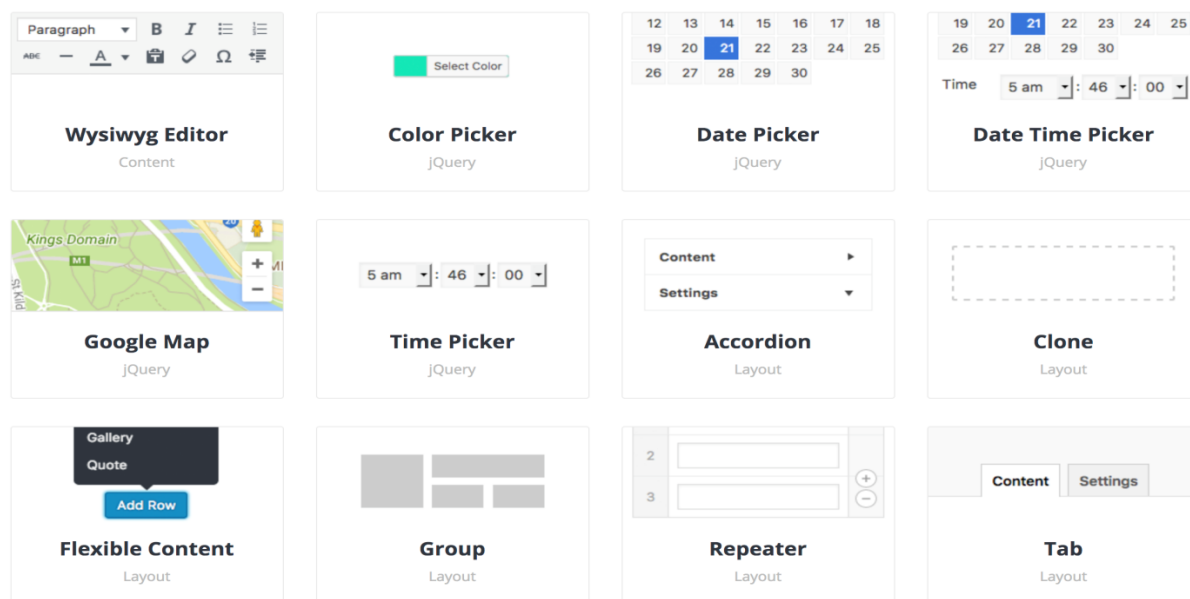 Paragraph B I
ABC — A Ω
Wysiwyg Editor
Content
Select Color
Color Picker
jQuery
12 13 14 15 16 17 18
19 20 21 22 23 24 25
26 27 28 29 30
Date Picker
jQuery
19 20 21 22 23 24 25
26 27 28 29 30
Time 5 am : 46 : 00
Date Time Picker
jQuery
20
Kings Domain
M1
St Kild
+
−
Google Map
jQuery
5 am : 46 : 00
Time Picker
jQuery
Content
Settings
Accordion
Layout
Clone
Layout
Gallery
Quote
Add Row
Flexible Content
Layout
Group
Layout
2
3
+
−
Repeater
Layout
Content Settings
Tab
Layout